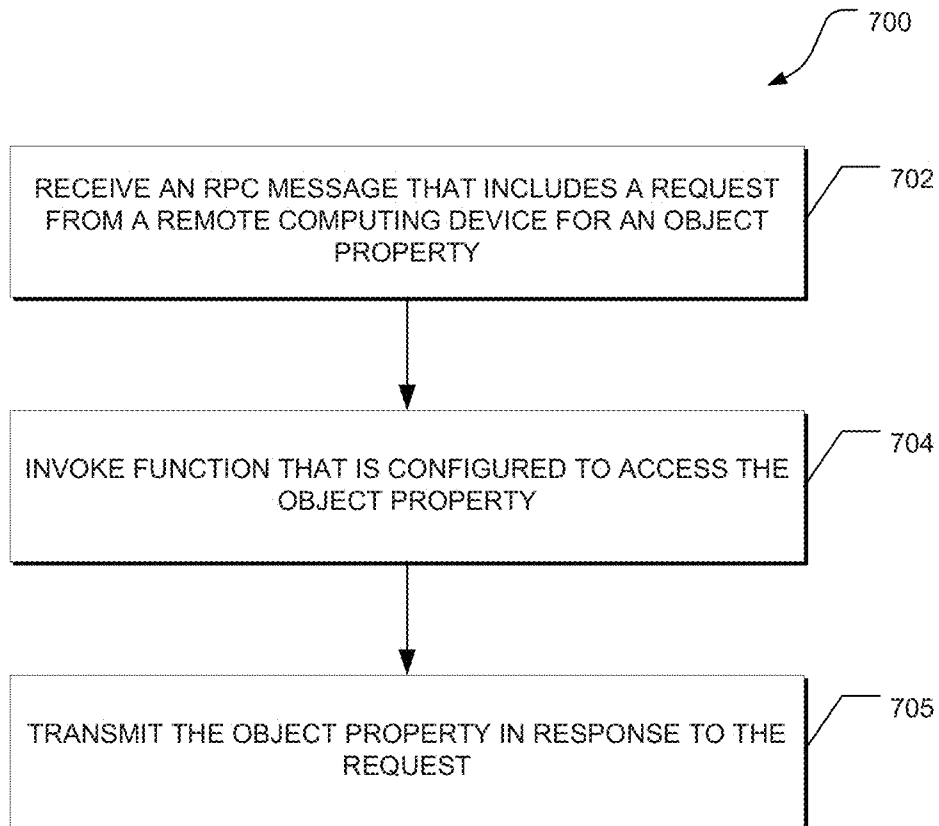 700
RECEIVE AN RPC MESSAGE THAT INCLUDES A REQUEST
FROM A REMOTE COMPUTING DEVICE FOR AN OBJECT
PROPERTY
702
INVOKE FUNCTION THAT IS CONFIGURED TO ACCESS THE
OBJECT PROPERTY
704
TRANSMIT THE OBJECT PROPERTY IN RESPONSE TO THE
REQUEST
705